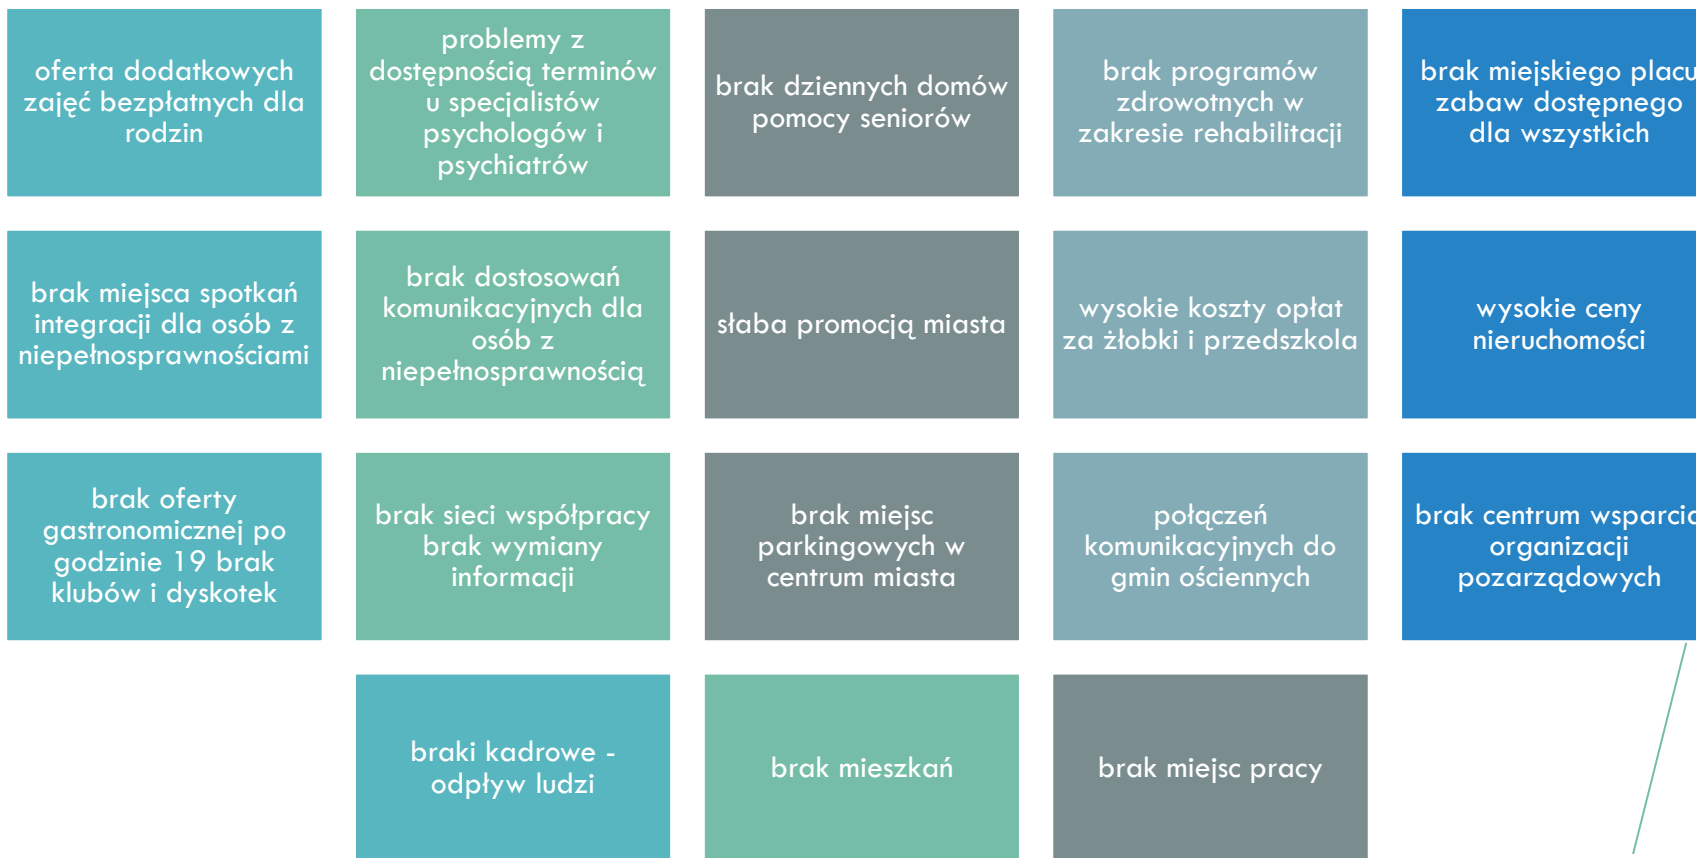 oferta dodatkowych
zajęć bezpłatnych dla
rodzin
problemy z
dostępnością terminów
u specjalistów
psychologów i
psychiatrów
brak dziennych domów
pomocy seniorów
brak programów
zdrowotnych w
zakresie rehabilitacji
brak miejskiego placu
zabaw dostępnego
dla wszystkich
brak miejsca spotkań
integracji dla osób z
niepełnosprawnościami
brak dostosowań
komunikacyjnych dla
osób z
niepełnosprawnością
słaba promocją miasta
wysokie koszty opłat
za żłobki i przedszkola
wysokie ceny
nieruchomości
brak oferty
gastronomicznej po
godzinie 19 brak
klubów i dyskotek
brak sieci współpracy
brak wymiany
informacji
brak miejsc
parkingowych w
centrum miasta
połączeń
komunikacyjnych do
gmin ościennych
brak centrum wsparcia
organizacji
pozarządowych
braki kadrowe -
odpływ ludzi
brak mieszkań
brak miejsc pracy